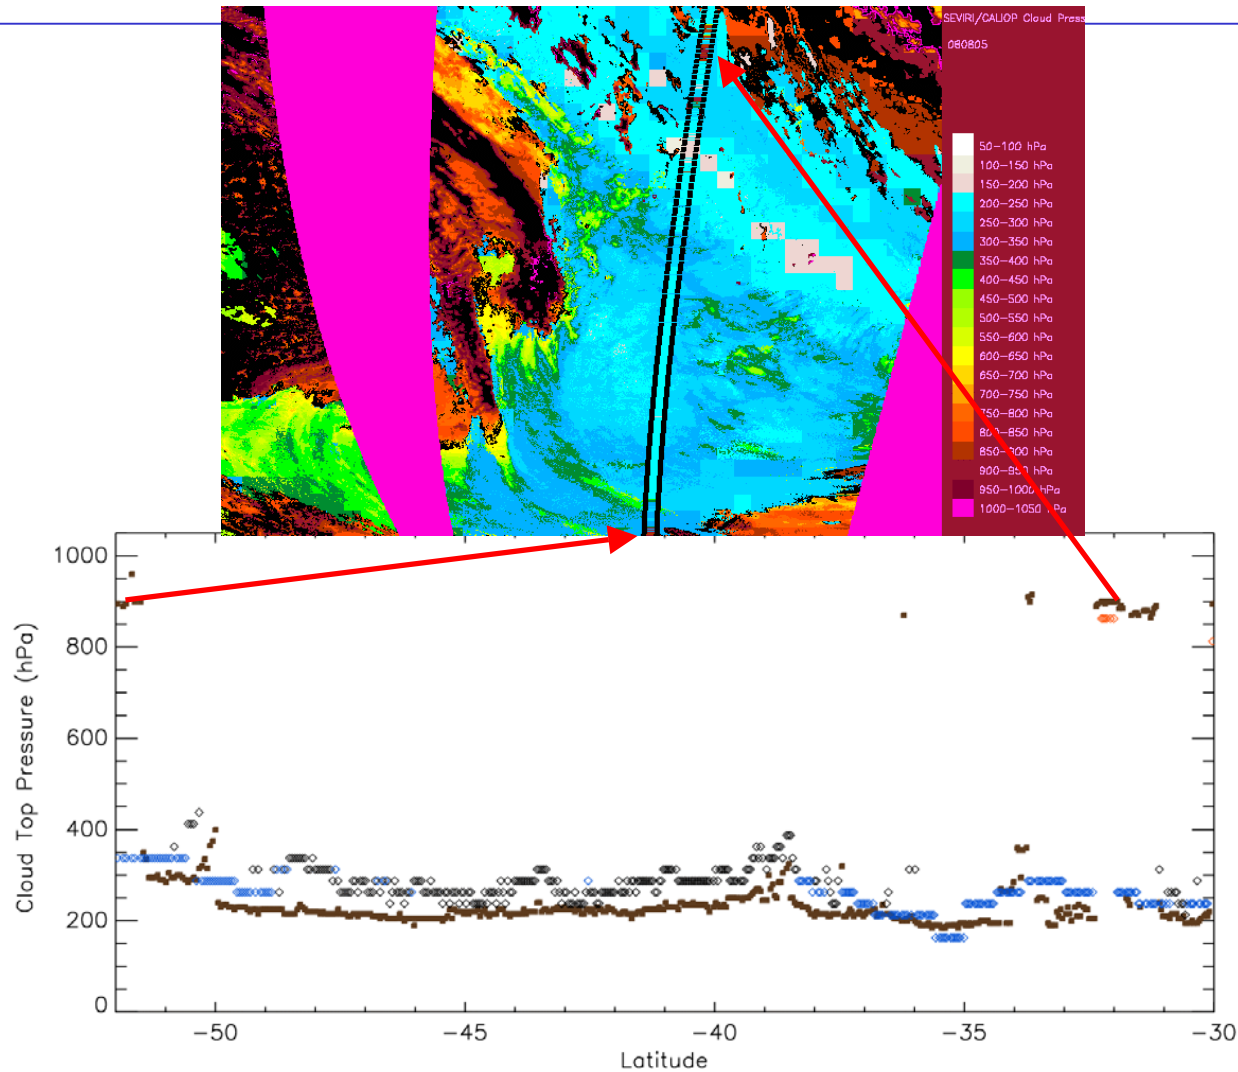 SEVIRI/CALIOP Cloud Press
080805
50-100 hPa
100-150 hPa
150-200 hPa
200-250 hPa
250-300 hPa
300-350 hPa
350-400 hPa
400-450 hPa
450-500 hPa
500-550 hPa
550-600 hPa
600-650 hPa
650-700 hPa
700-750 hPa
750-800 hPa
800-850 hPa
850-900 hPa
900-950 hPa
950-1000 hPa
1000-1050 hPa
Cloud Top Pressure (hPa)
1000
800
600
400
200
0
-50
-45
-40
-35
-30
Latitude